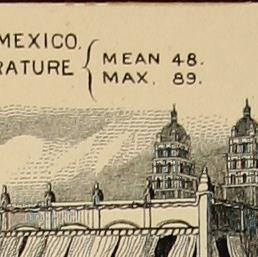 MEXICO.
RATURE { MEAN 48.
MAX. 89.